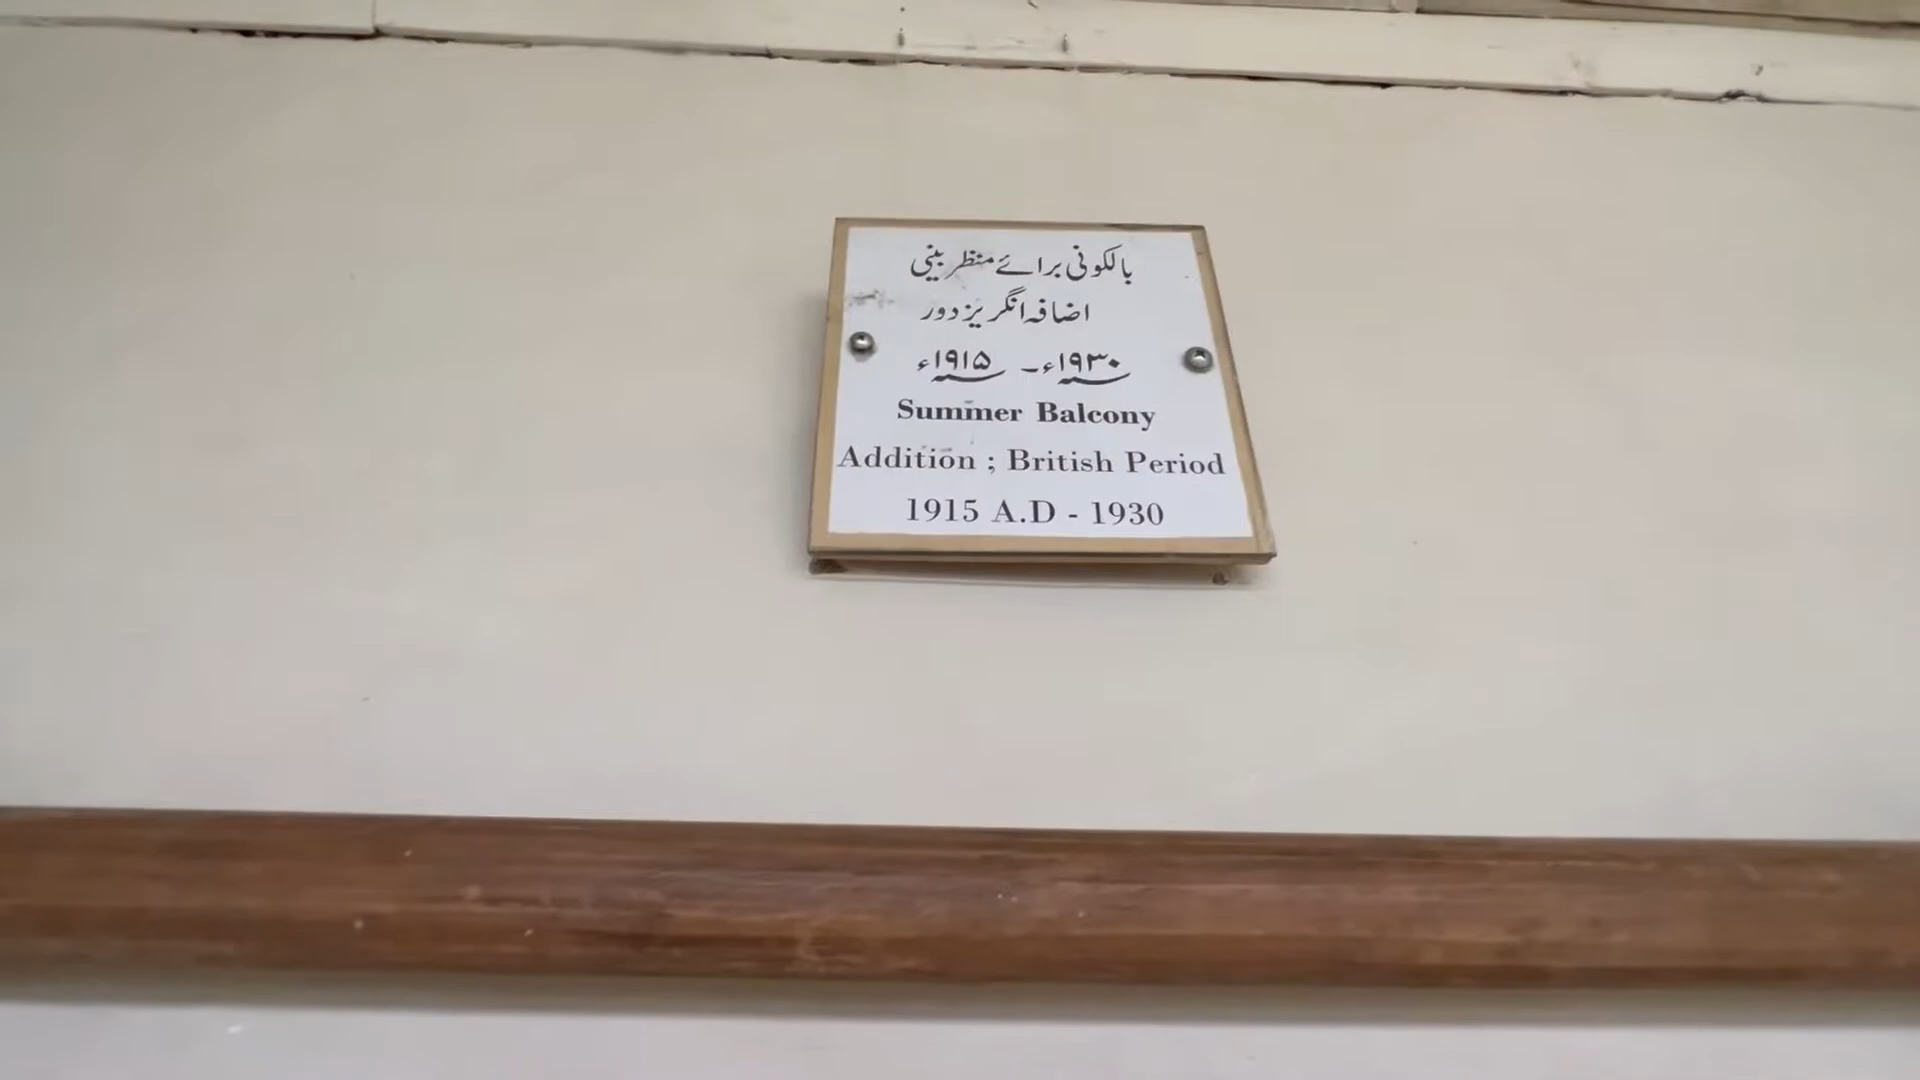 بالکونی برائے منظر بینی
اضافہ انگریز دور
۱۹۱۵ء - ۱۹۳۰ء
Summer Balcony
Addition ; British Period
1915 A.D - 1930